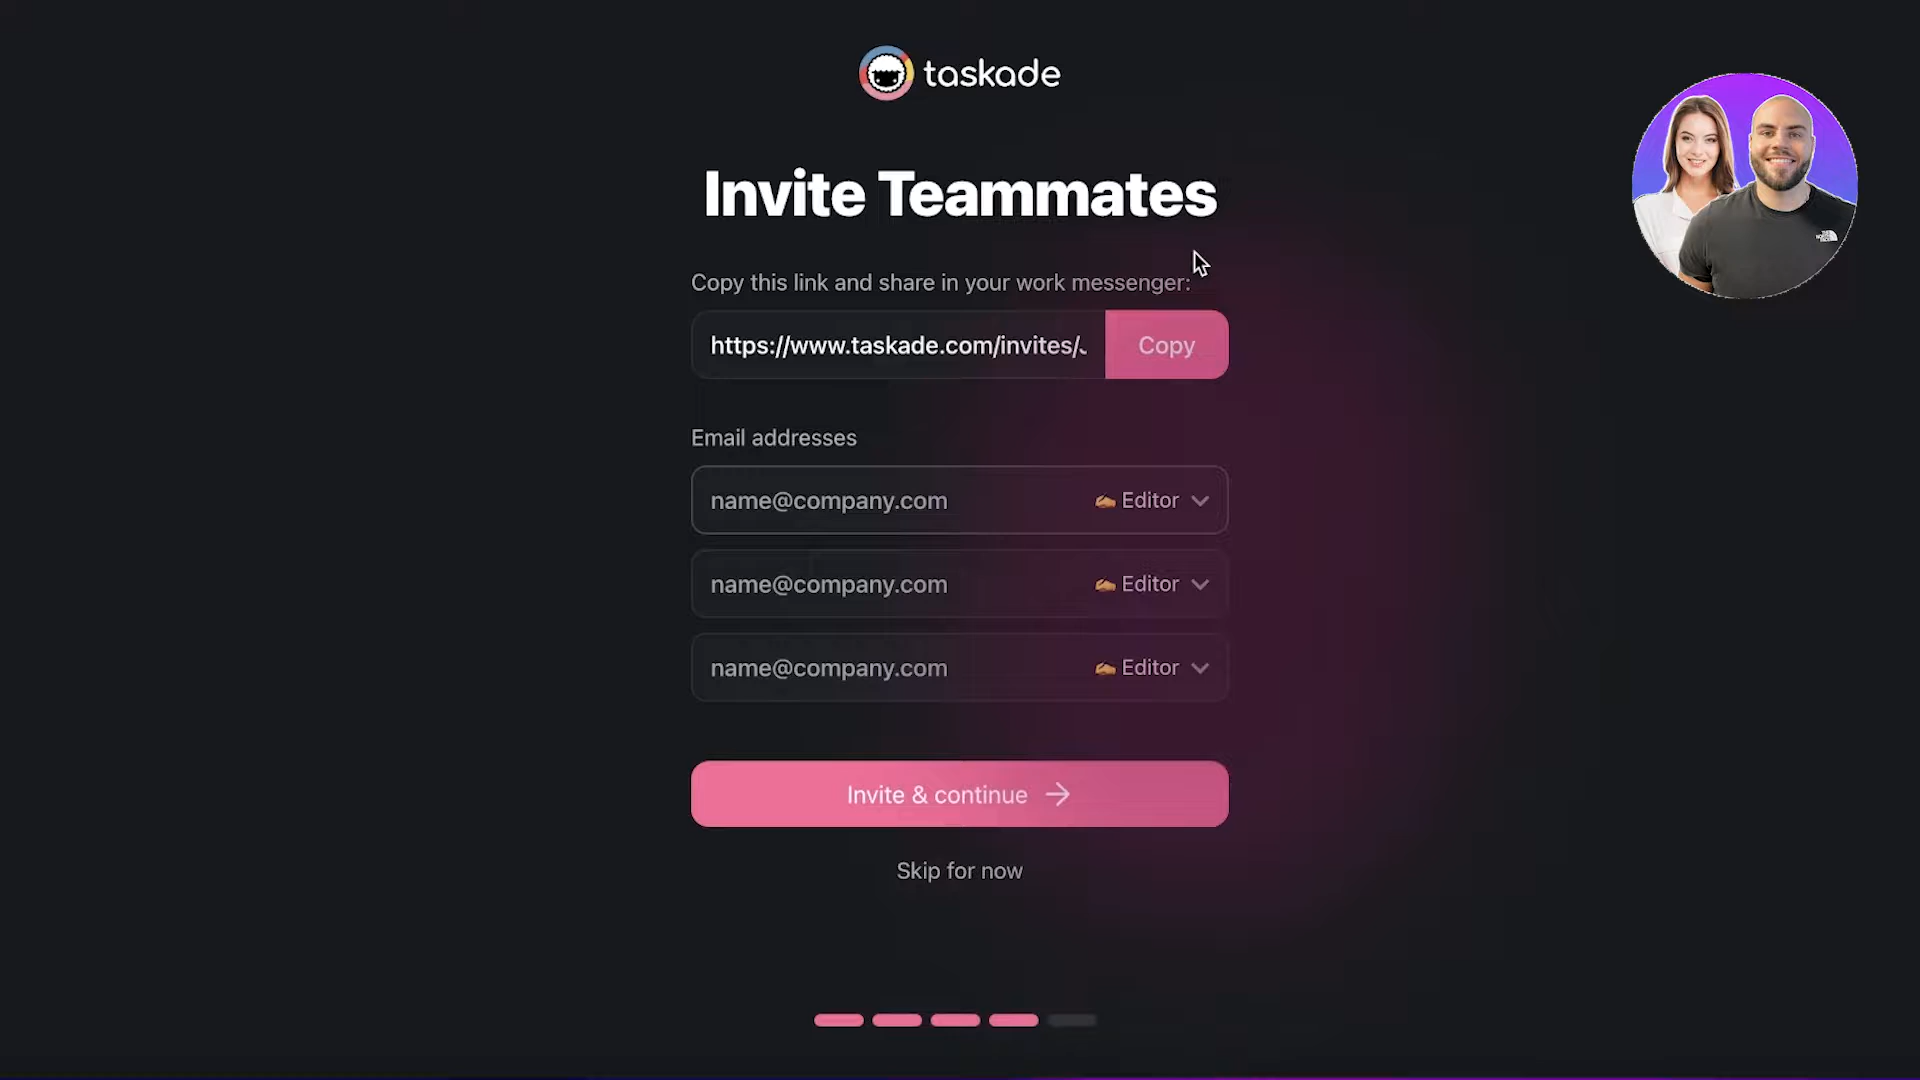 taskade
Invite Teammates
Copy this link and share in your work messenger:
https://www.taskade.com/invites/
Copy
Email addresses
name@company.com
Editor
name@company.com
Editor
name@company.com
Editor
Invite & continue
Skip for now